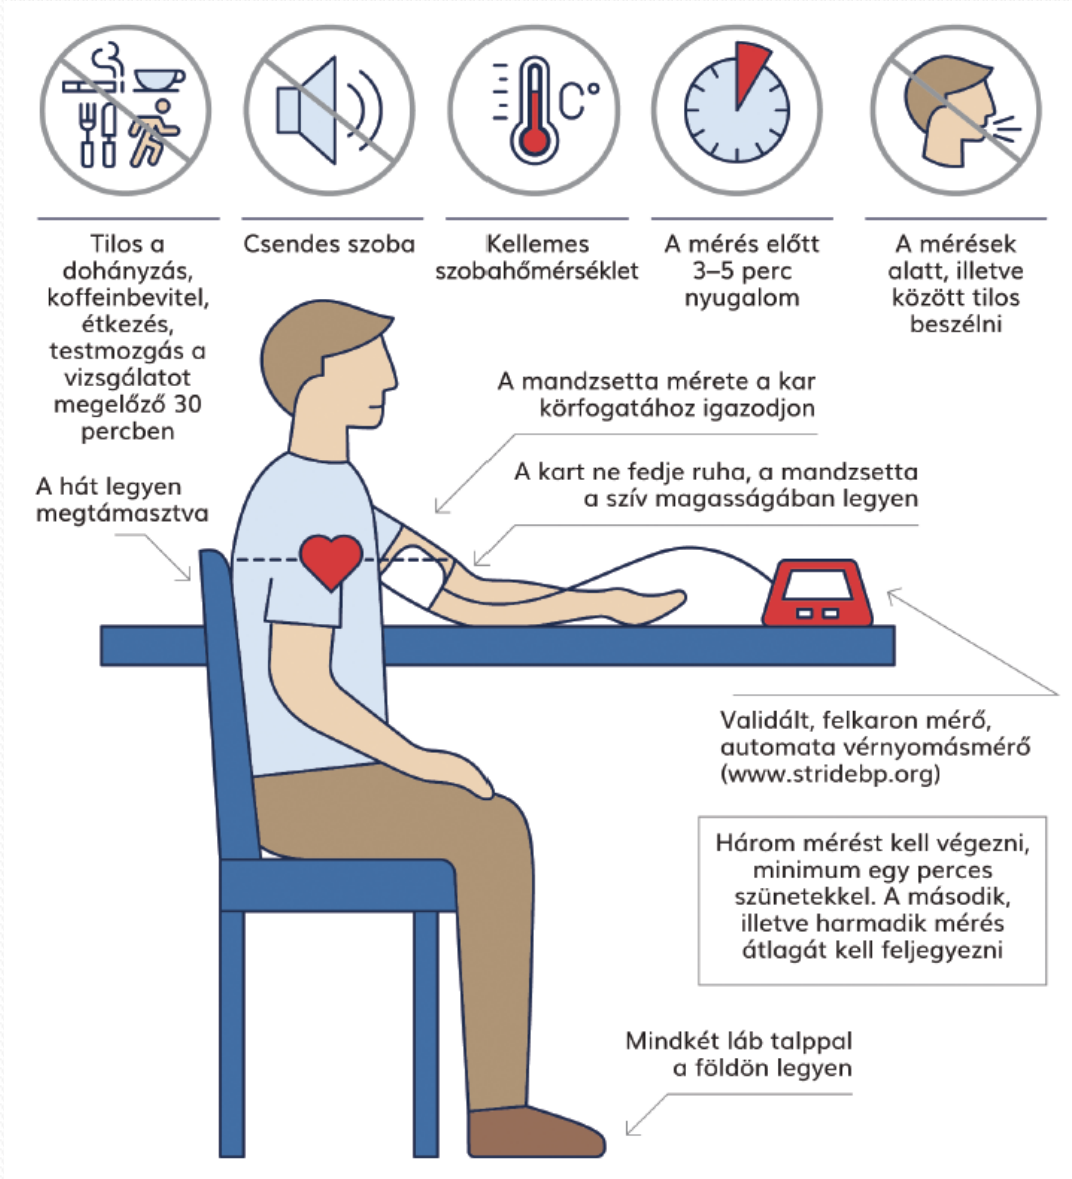 C°
Tilos a
dohányzás,
koffeinbevitel,
étkezés,
testmozgás a
vizsgálatot
megelőző 30
percben
Csendes szoba
Kellemes
szobahőmérséklet
A mérés előtt
3–5 perc
nyugalom
A mérések
alatt, illetve
között tilos
beszélni
A mandzsetta mérete a kar
körfogatához igazodjon
A kart ne fedje ruha, a mandzsetta
a szív magasságában legyen
A hát legyen
megtámasztva
Validált, felkaron mérő,
automata vérnyomásmérő
(www.stridebp.org)
Három mérést kell végezni,
minimum egy perces
szünetekkel. A második,
illetve harmadik mérés
átlagát kell feljegyezni
Mindkét láb talppal
a földön legyen